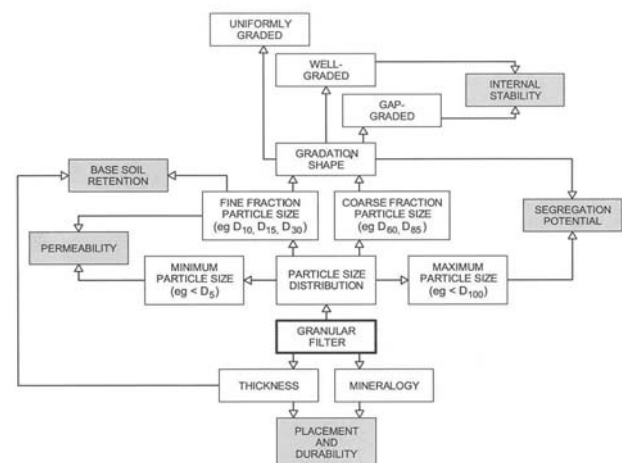 UNIFORMLY
GRADED
WELL-
GRADED
INTERNAL
STABILITY
GAP-
GRADED
GRADATION
SHAPE
BASE SOIL
RETENTION
FINE FRACTION
PARTICLE SIZE
(eg D10, D15, D30)
COARSE FRACTION
PARTICLE SIZE
(eg D60, D85)
SEGREGATION
POTENTIAL
PERMEABILITY
MINIMUM
PARTICLE SIZE
(eg < D5)
PARTICLE SIZE
DISTRIBUTION
MAXIMUM
PARTICLE SIZE
(eg < D100)
GRANULAR
FILTER
THICKNESS
MINERALOGY
PLACEMENT
AND
DURABILITY